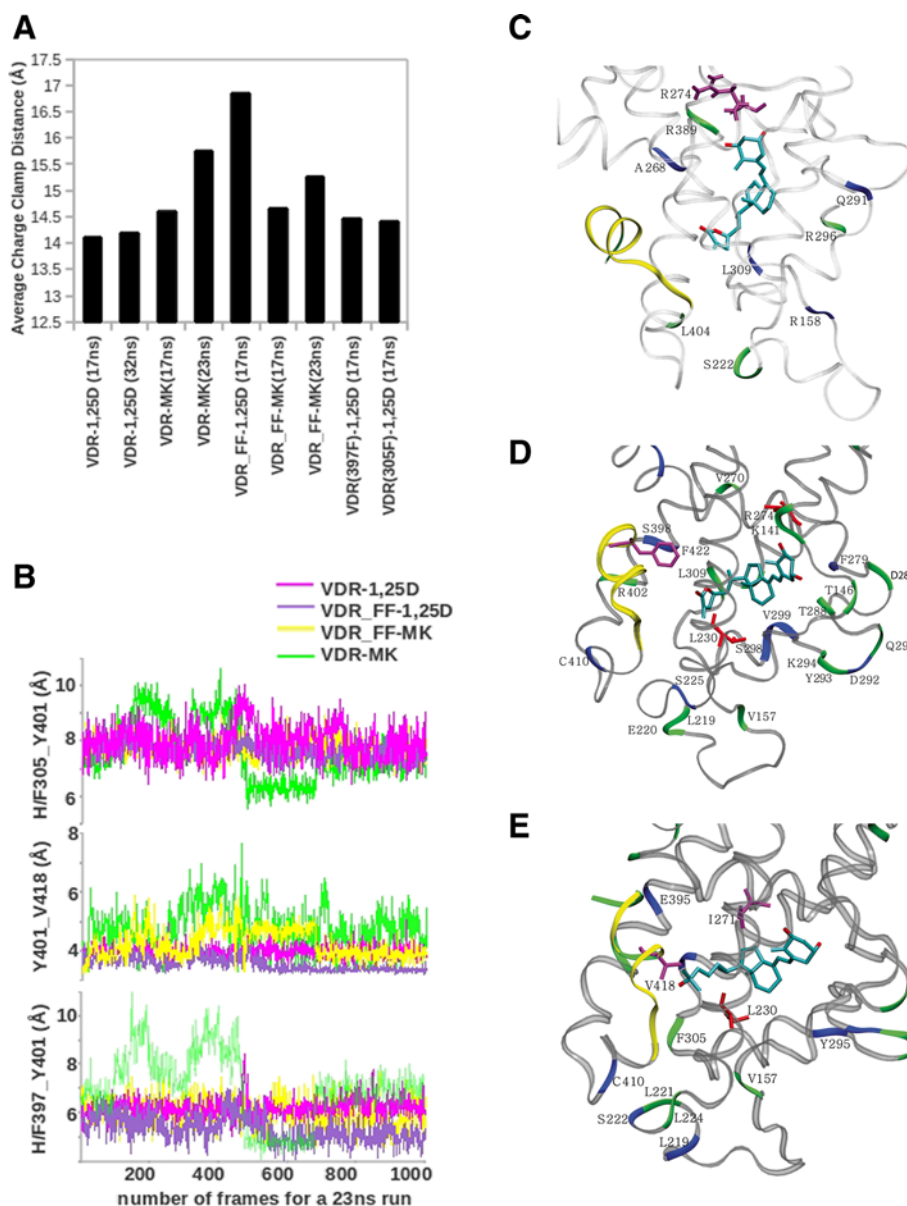 A
Average Charge Clamp Distance (Å)
17.5
17
16.5
16
15.5
15
14.5
14
13.5
13
12.5
VDR-1,25D (17ns)
VDR-1,25D (32ns)
VDR-MK(17ns)
VDR-MK(23ns)
VDR_FF-1.25D (17ns)
VDR_FF-MK(17ns)
VDR_FF-MK(23ns)
VDR(397F)-1,25D (17ns)
VDR(305F)-1,25D (17ns)
B
VDR-1,25D
VDR_FF-1,25D
VDR_FF-MK
VDR-MK
H/F305_Y401 (Å)
10
8
6
Y401_V418 (Å)
8
6
4
H/F397_Y401 (Å)
10
8
6
200
400
600
800
1000
number of frames for a 23ns run
C
R274
R389
A268
Q291
R296
L309
R158
L404
S222
D
V270
R274
K141
S398
F422
F279
D28
L309
T146
R402
T288
V299
L230
S298
Q29
C410
K294
Y293
D292
S225
L219
E220
V157
E
E395
I271
V418
L230
F305
Y295
C410
V157
L221
S222
L224
L219